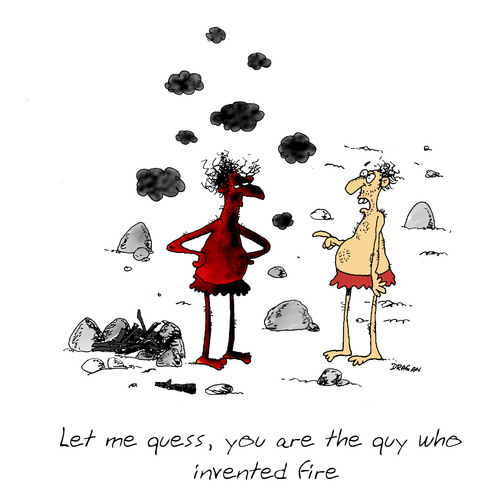 DRAGAN
Let me guess, you are the guy who
invented fire